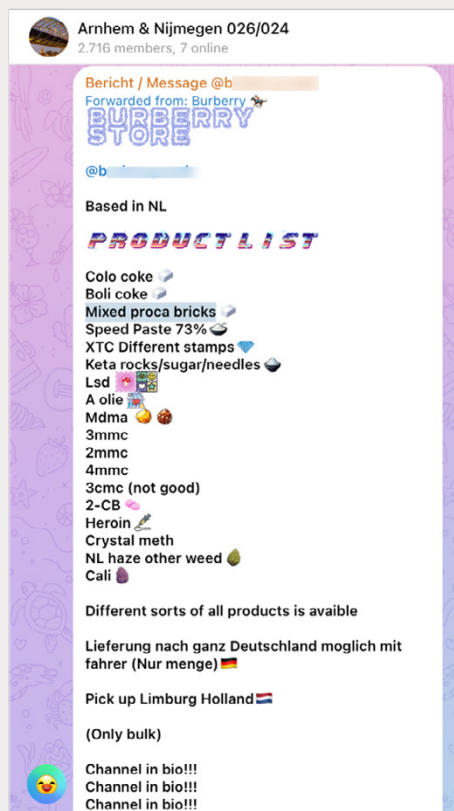 Arnhem & Nijmegen 026/024
2.716 members, 7 online
Bericht / Message @b
Forwarded from: Burberry
BURBERRY
STORE
@b
Based in NL
PRODUCT LIST
Colo coke
Boli coke
Mixed proca bricks
Speed Paste 73%
XTC Different stamps
Keta rocks/sugar/needles
Lsd
A olie
Mdma
3mmc
2mmc
4mmc
3cmc (not good)
2-CB
Heroin
Crystal meth
NL haze other weed
Cali
Different sorts of all products is avaible
Lieferung nach ganz Deutschland moglich mit
fahrer (Nur menge)
Pick up Limburg Holland
(Only bulk)
Channel in bio!!!
Channel in bio!!!
Channel in bio!!!